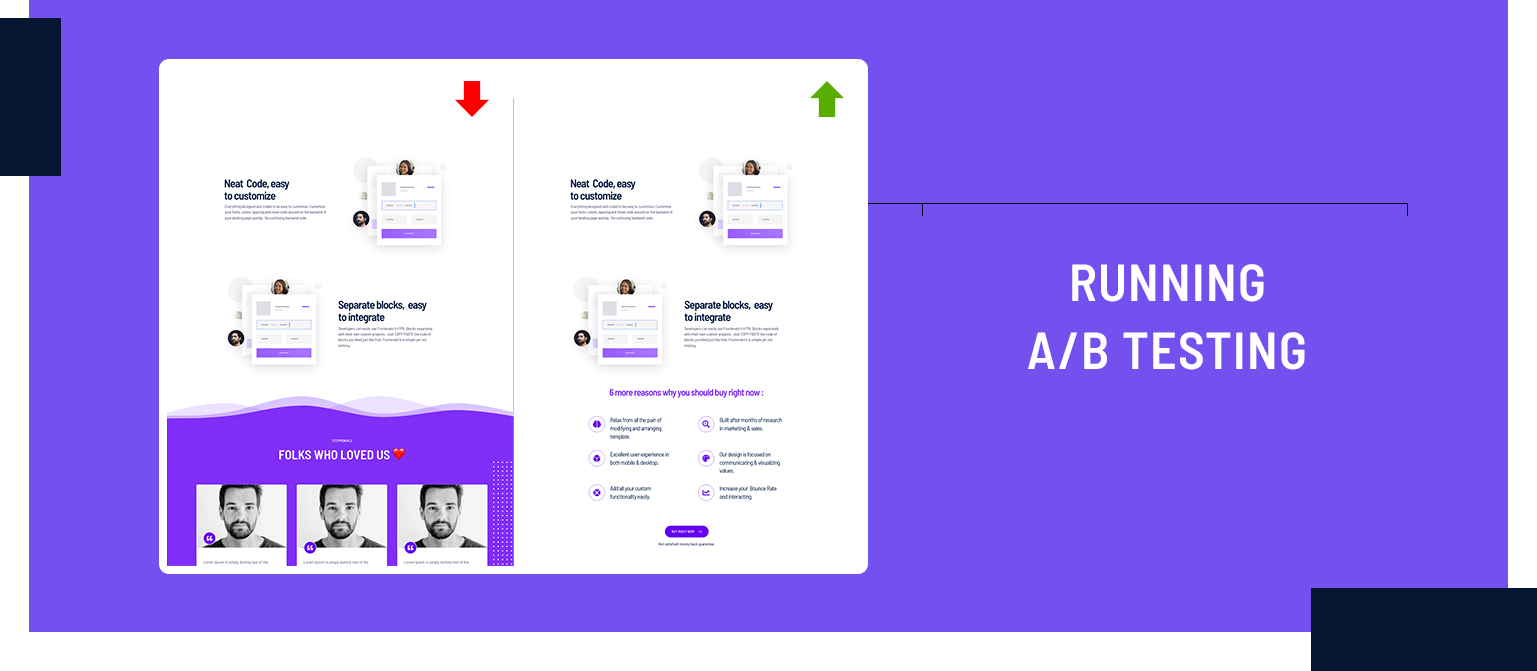 Neat Code, easy
to customize
Everything designed and coded to be easy to customize. Customize
your fonts, colors, spacing and move code around on the backend of
your landing page quickly. No confusing backend code.
Separate blocks, easy
to integrate
Developers can easily use Frontendor's HTML Blocks separately
with their own custom projects. Just COPY-PASTE the code of
blocks you liked just like that. Frontendor's is simple yet not
limiting.
TESTIMONIALS
FOLKS WHO LOVED US
Lorem Ipsum is simply dummy text of the
Lorem Ipsum is simply dummy text of the
Lorem Ipsum is simply dummy text of the
Neat Code, easy
to customize
Everything designed and coded to be easy to customize. Customize
your fonts, colors, spacing and move code around on the backend of
your landing page quickly. No confusing backend code.
Separate blocks, easy
to integrate
Developers can easily use Frontendor's HTML Blocks separately
with their own custom projects. Just COPY-PASTE the code of
blocks you liked just like that. Frontendor's is simple yet not
limiting.
6 more reasons why you should buy right now :
Relax from all the pain of
modifying and arranging
template.
Built after months of research
in marketing & sales.
Excellent user experience in
both mobile & desktop.
Our design is focused on
communicating & visualizing
values.
Add all your custom
functionality easily.
Increase your Bounce Rate
and interacting.
BUY RIGHT NOW
Not satisfied? money back guarantee.
RUNNING
A/B TESTING